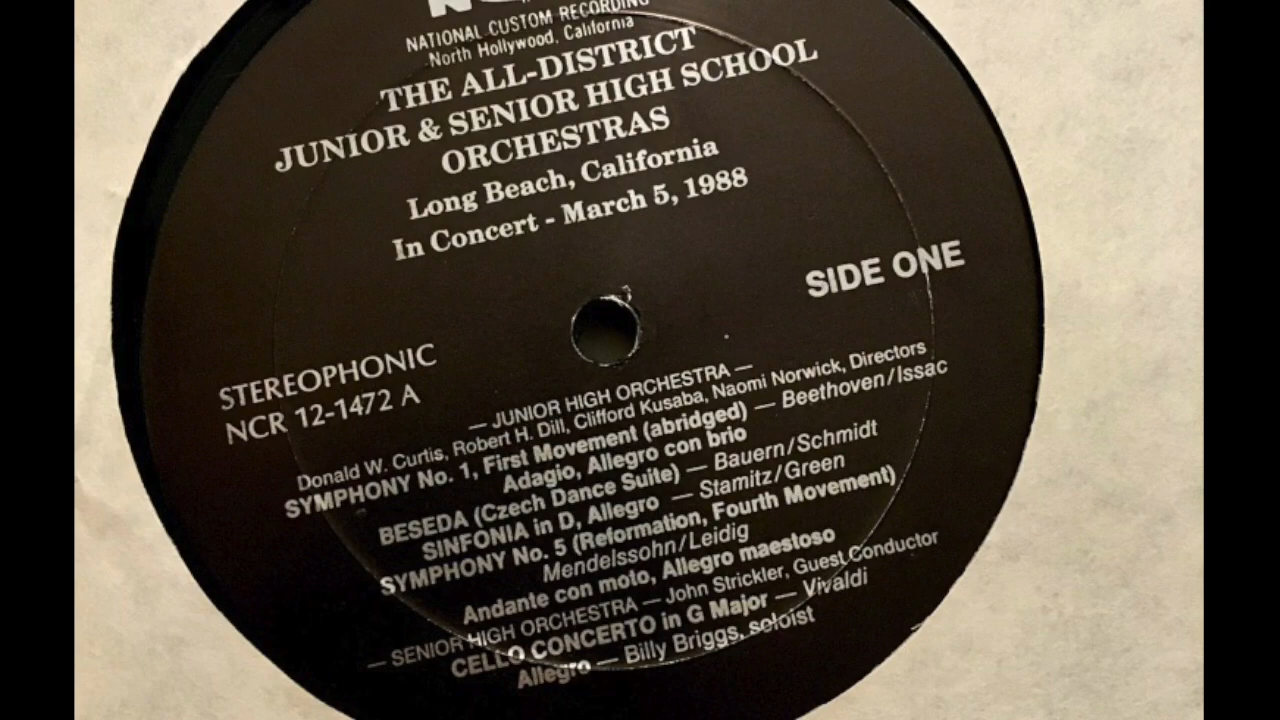 NATIONAL CUSTOM RECORDING
North Hollywood, California
THE ALL-DISTRICT
JUNIOR & SENIOR HIGH SCHOOL
ORCHESTRAS
Long Beach, California
In Concert - March 5, 1988
SIDE ONE
STEREOPHONIC
NCR 12-1472 A
— JUNIOR HIGH ORCHESTRA —
Donald W. Curtis, Robert H. Dill, Clifford Kusaba, Naomi Norwick, Directors
SYMPHONY No. 1, First Movement (abridged) — Beethoven/Issac
Adagio, Allegro con brio
BESEDA (Czech Dance Suite) — Bauern/Schmidt
SINFONIA in D, Allegro — Stamitz/Green
SYMPHONY No. 5 (Reformation, Fourth Movement)
Mendelssohn/Leidig
Andante con moto, Allegro maestoso
— SENIOR HIGH ORCHESTRA — John Strickler, Guest Conductor
CELLO CONCERTO in G Major — Vivaldi
Allegro — Billy Briggs, soloist